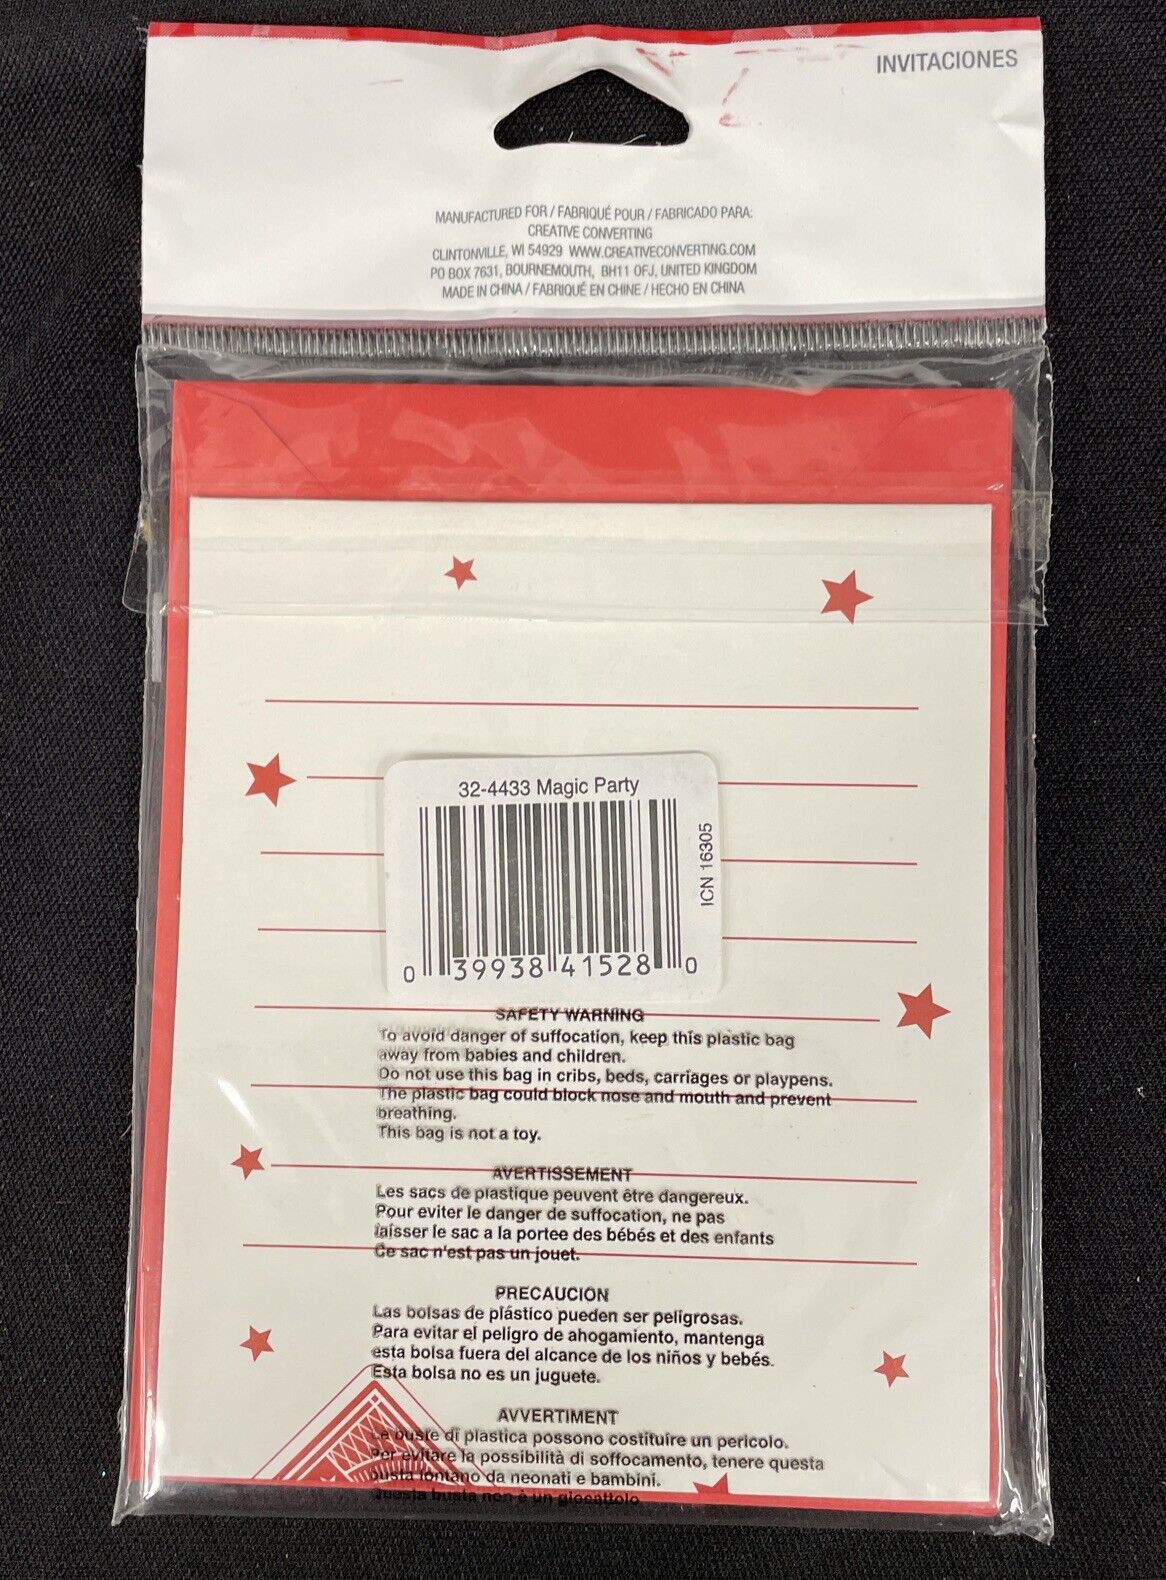 INVITACIONES
MANUFACTURED FOR / FABRIQUÉ POUR / FABRICADO PARA:
CREATIVE CONVERTING
CLINTONVILLE, WI 54929 WWW.CREATIVECONVERTING.COM
PO BOX 7631, BOURNEMOUTH, BH11 OFJ, UNITED KINGDOM
MADE IN CHINA / FABRIQUÉ EN CHINE / HECHO EN CHINA
32-4433 Magic Party
ICN 16305
0 39938 41528 0
SAFETY WARNING
To avoid danger of suffocation, keep this plastic bag
away from babies and children.
Do not use this bag in cribs, beds, carriages or playpens.
The plastic bag could block nose and mouth and prevent
breathing.
This bag is not a toy.
AVERTISSEMENT
Les sacs de plastique peuvent être dangereux.
Pour eviter le danger de suffocation, ne pas
laisser le sac a la portee des bébés et des enfants
Ce sac n'est pas un jouet.
PRECAUCION
Las bolsas de plástico pueden ser peligrosas.
Para evitar el peligro de ahogamiento, mantenga
esta bolsa fuera del alcance de los niños y bebés.
Esta bolsa no es un juguete.
AVVERTIMENT
Le buste di plastica possono costituire un pericolo.
Per evitare la possibilità di soffocamento, tenere questa
busta lontano da neonati e bambini.
Questa busta non è un giocattolo